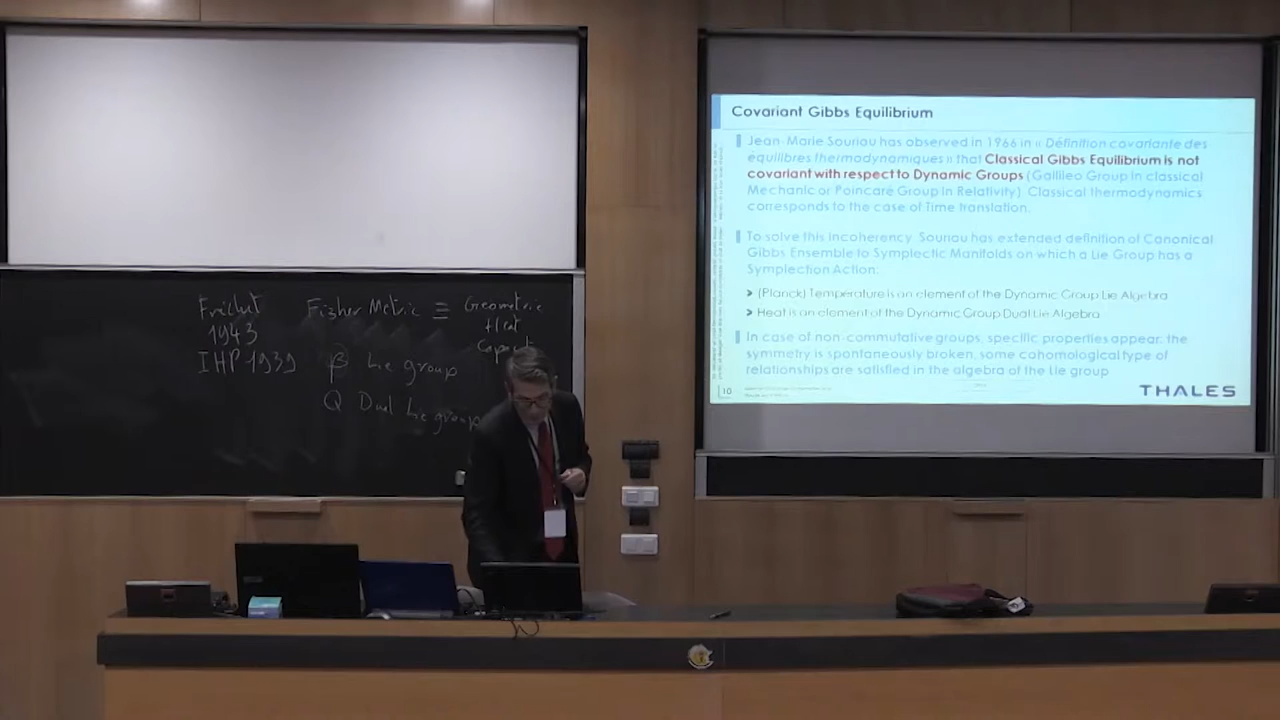 Fréchet
1943
IHP 1939
Fisher Metric ≡ Geometric
Heat
β Lie group
Q Dual Lie group
Covariant Gibbs Equilibrium
Jean-Marie Souriau has observed in 1966 in « Définition covariante des
équilibres thermodynamiques » that Classical Gibbs Equilibrium is not
covariant with respect to Dynamic Groups (Gallileo Group in classical
Mechanic or Poincaré Group in Relativity). Classical thermodynamics
corresponds to the case of Time translation.
To solve this incoherency, Souriau has extended definition of Canonical
Gibbs Ensemble to Symplectic Manifolds on which a Lie Group has a
Symplection Action:
> (Planck) Temperature is an element of the Dynamic Group Lie Algebra
> Heat is an element of the Dynamic Group Dual Lie Algebra
In case of non-commutative groups, specific properties appear: the
symmetry is spontaneously broken, some cohomological type of
relationships are satisfied in the algebra of the Lie group
10
THALES